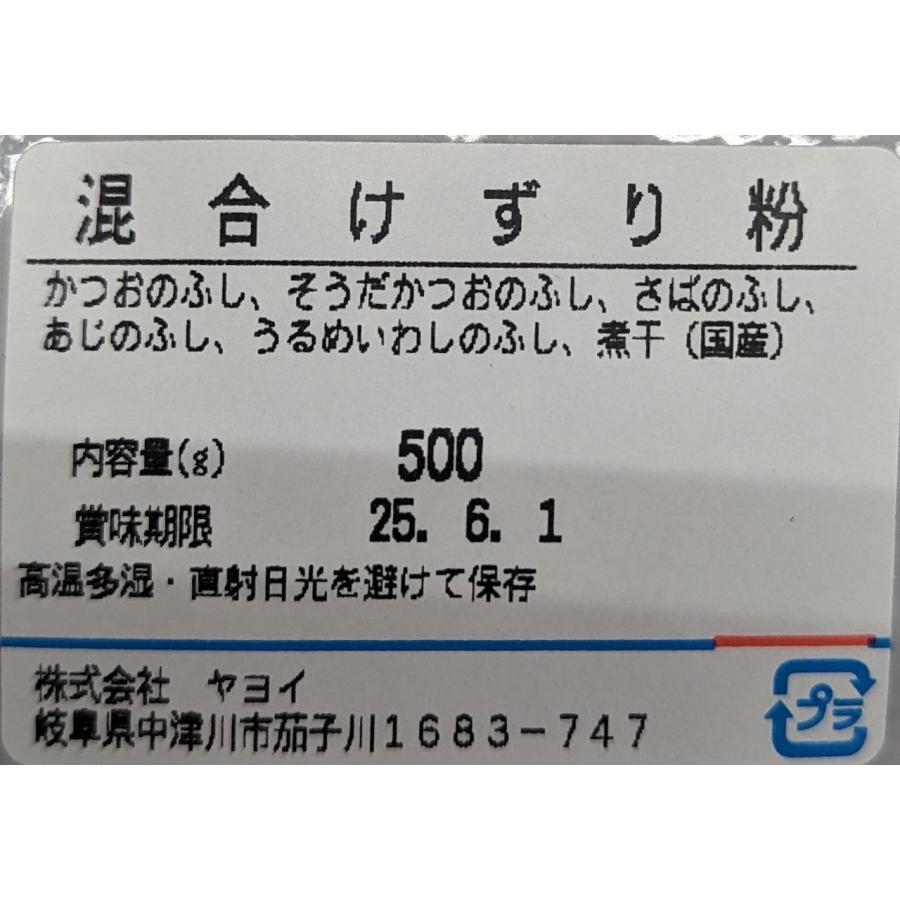 混合けずり粉
かつおのふし、そうだかつおのふし、さばのふし、
あじのふし、うるめいわしのふし、煮干（国産）
内容量(g) 500
賞味期限 25. 6. 1
高温多湿・直射日光を避けて保存
株式会社 ヤヨイ
岐阜県中津川市茄子川1683-747
プラ